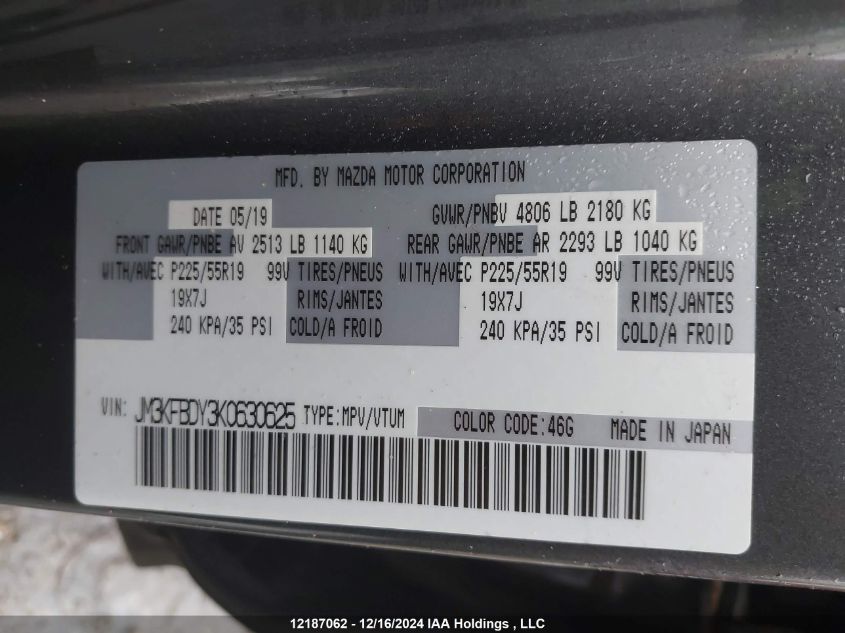 MFD. BY MAZDA MOTOR CORPORATION
DATE 05/19 GVWR/PNBV 4806 LB 2180 KG
FRONT GAWR/PNBE AV 2513 LB 1140 KG REAR GAWR/PNBE AR 2293 LB 1040 KG
WITH/AVEC P225/55R19 99V TIRES/PNEUS WITH/AVEC P225/55R19 99V TIRES/PNEUS
19X7J RIMS/JANTES 19X7J RIMS/JANTES
240 KPA/35 PSI COLD/A FROID 240 KPA/35 PSI COLD/A FROID
VIN: JM3KFBDY3K0630625 TYPE:MPV/VTUM COLOR CODE:46G MADE IN JAPAN
12187062 - 12/16/2024 IAA Holdings , LLC